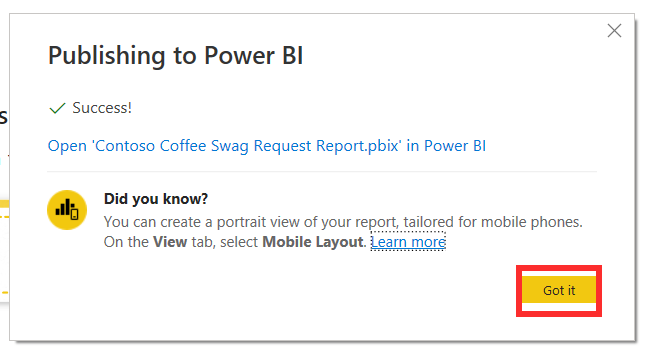 Publishing to Power BI
Success!
Open 'Contoso Coffee Swag Request Report.pbix' in Power BI
Did you know?
You can create a portrait view of your report, tailored for mobile phones.
On the View tab, select Mobile Layout. Learn more
Got it